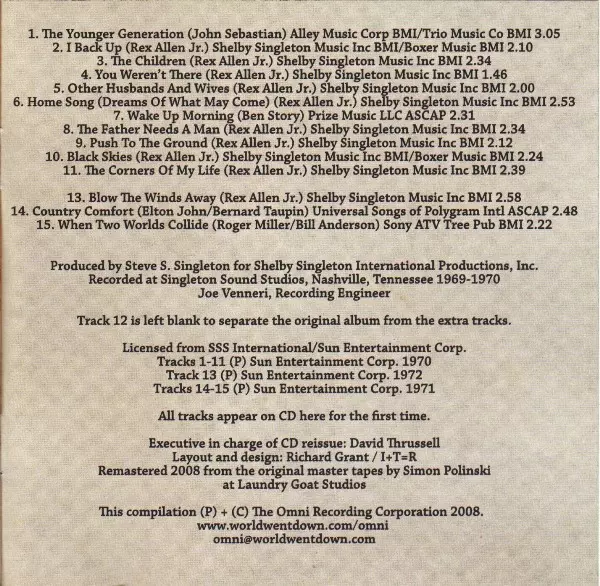 1. The Younger Generation (John Sebastian) Alley Music Corp BMI/Trio Music Co BMI 3.05
2. I Back Up (Rex Allen Jr.) Shelby Singleton Music Inc BMI/Boxer Music BMI 2.10
3. The Children (Rex Allen Jr.) Shelby Singleton Music Inc BMI 2.34
4. You Weren't There (Rex Allen Jr.) Shelby Singleton Music Inc BMI 1.46
5. Other Husbands And Wives (Rex Allen Jr.) Shelby Singleton Music Inc BMI 2.00
6. Home Song (Dreams Of What May Come) (Rex Allen Jr.) Shelby Singleton Music Inc BMI 2.53
7. Wake Up Morning (Ben Story) Prize Music LLC ASCAP 2.31
8. The Father Needs A Man (Rex Allen Jr.) Shelby Singleton Music Inc BMI 2.34
9. Push To The Ground (Rex Allen Jr.) Shelby Singleton Music Inc BMI 2.12
10. Black Skies (Rex Allen Jr.) Shelby Singleton Music Inc BMI/Boxer Music BMI 2.24
11. The Corners Of My Life (Rex Allen Jr.) Shelby Singleton Music Inc BMI 2.39
13. Blow The Winds Away (Rex Allen Jr.) Shelby Singleton Music Inc BMI 2.58
14. Country Comfort (Elton John/Bernard Taupin) Universal Songs of Polygram Intl ASCAP 2.48
15. When Two Worlds Collide (Roger Miller/Bill Anderson) Sony ATV Tree Pub BMI 2.22
Produced by Steve S. Singleton for Shelby Singleton International Productions, Inc.
Recorded at Singleton Sound Studios, Nashville, Tennessee 1969-1970
Joe Venneri, Recording Engineer
Track 12 is left blank to separate the original album from the extra tracks.
Licensed from SSS International/Sun Entertainment Corp.
Tracks 1-11 (P) Sun Entertainment Corp. 1970
Track 13 (P) Sun Entertainment Corp. 1972
Tracks 14-15 (P) Sun Entertainment Corp. 1971
All tracks appear on CD here for the first time.
Executive in charge of CD reissue: David Thrussell
Layout and design: Richard Grant / I+T=R
Remastered 2008 from the original master tapes by Simon Polinski
at Laundry Goat Studios
This compilation (P) + (C) The Omni Recording Corporation 2008.
www.worldwentdown.com/omni
omni@worldwentdown.com